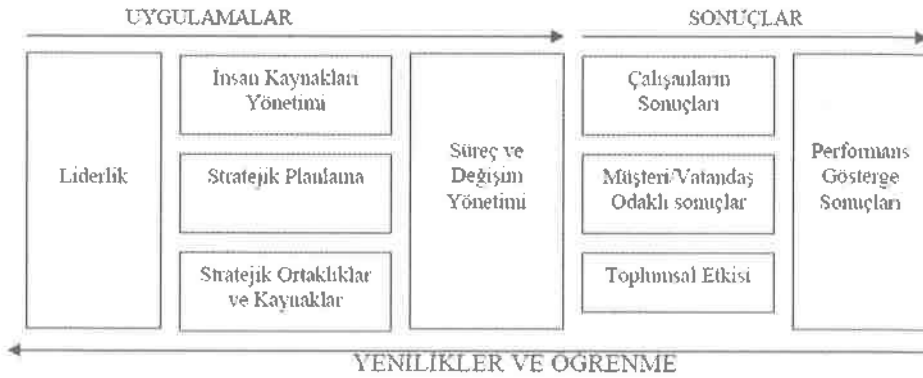 UYGULAMALAR
SONUÇLAR
Liderlik
İnsan Kaynakları
Yönetimi
Stratejik Planlama
Stratejik Ortaklıklar
ve Kaynaklar
Süreç ve
Değişim
Yönetimi
Çalışanların
Sonuçları
Müşteri/Vatandaş
Odaklı sonuçlar
Toplumsal Etkisi
Performans
Gösterge
Sonuçları
YENİLİKLER VE ÖĞRENME